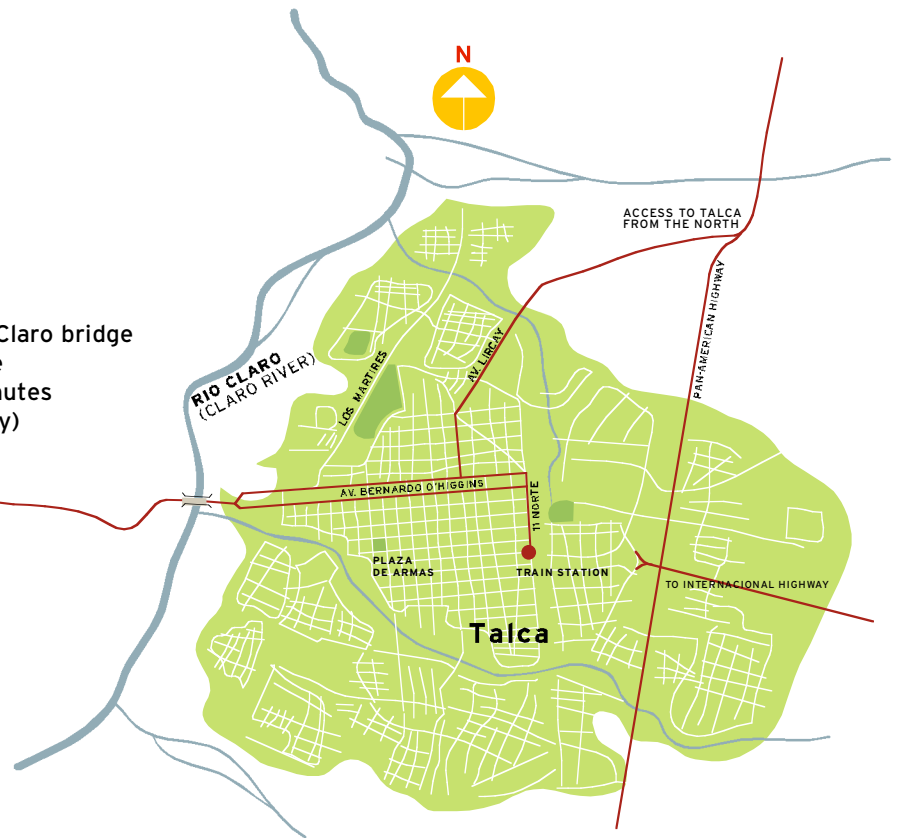 N
ACCESS TO TALCA
FROM THE NORTH
PAN-AMERICAN HIGHWAY
Claro bridge
RIO CLARO
(CLARO RIVER)
LOS MARTIRES
AV. LIRCAY
AV. BERNARDO O'HIGGINS
11 NORTE
PLAZA
DE ARMAS
TRAIN STATION
TO INTERNACIONAL HIGHWAY
Talca